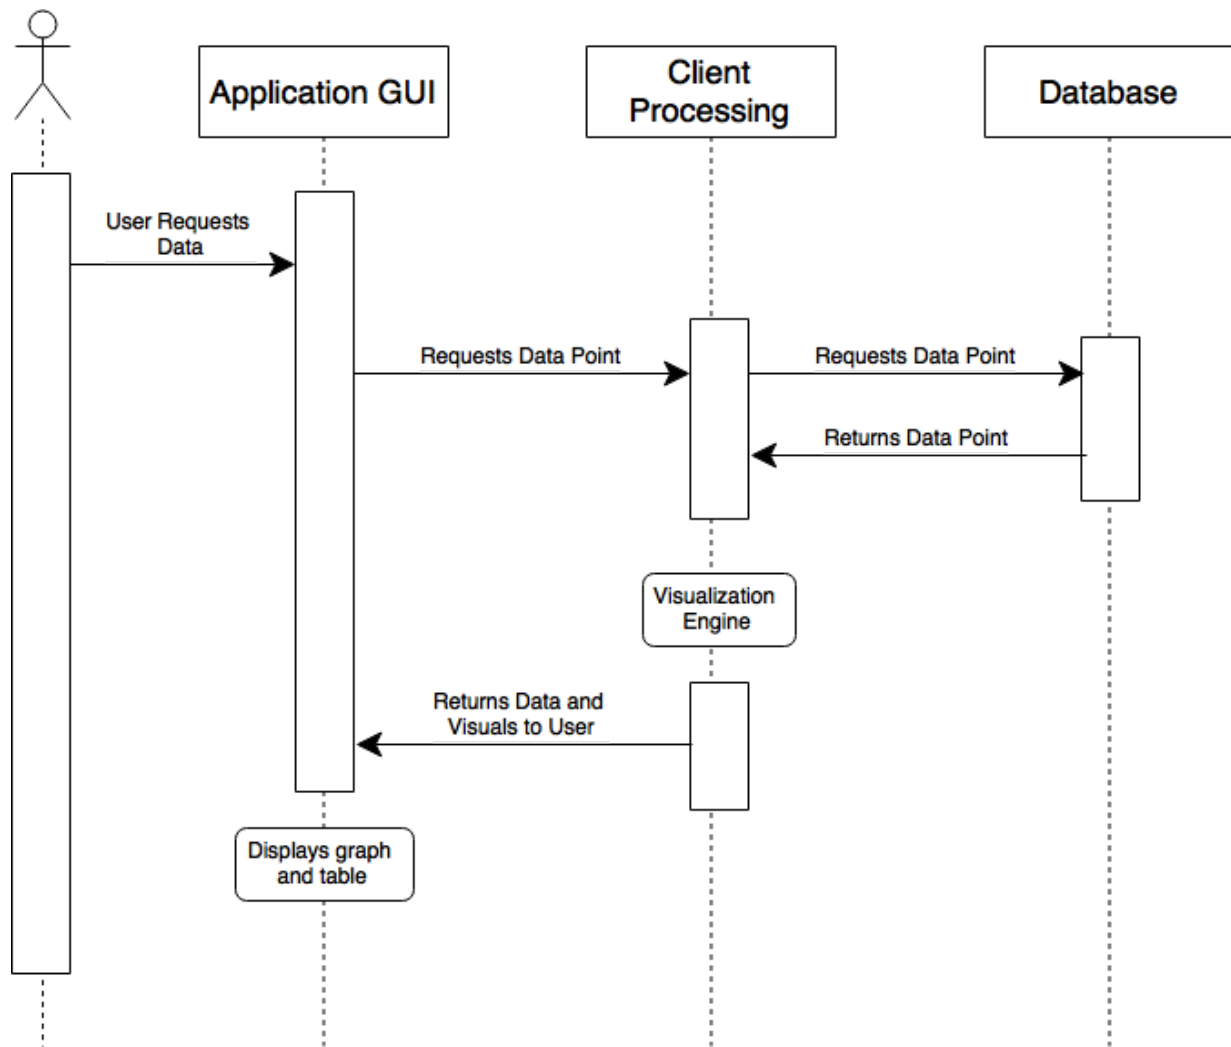 Application GUI
Client
Processing
Database
User Requests
Data
Requests Data Point
Requests Data Point
Returns Data Point
Visualization
Engine
Returns Data and
Visuals to User
Displays graph
and table